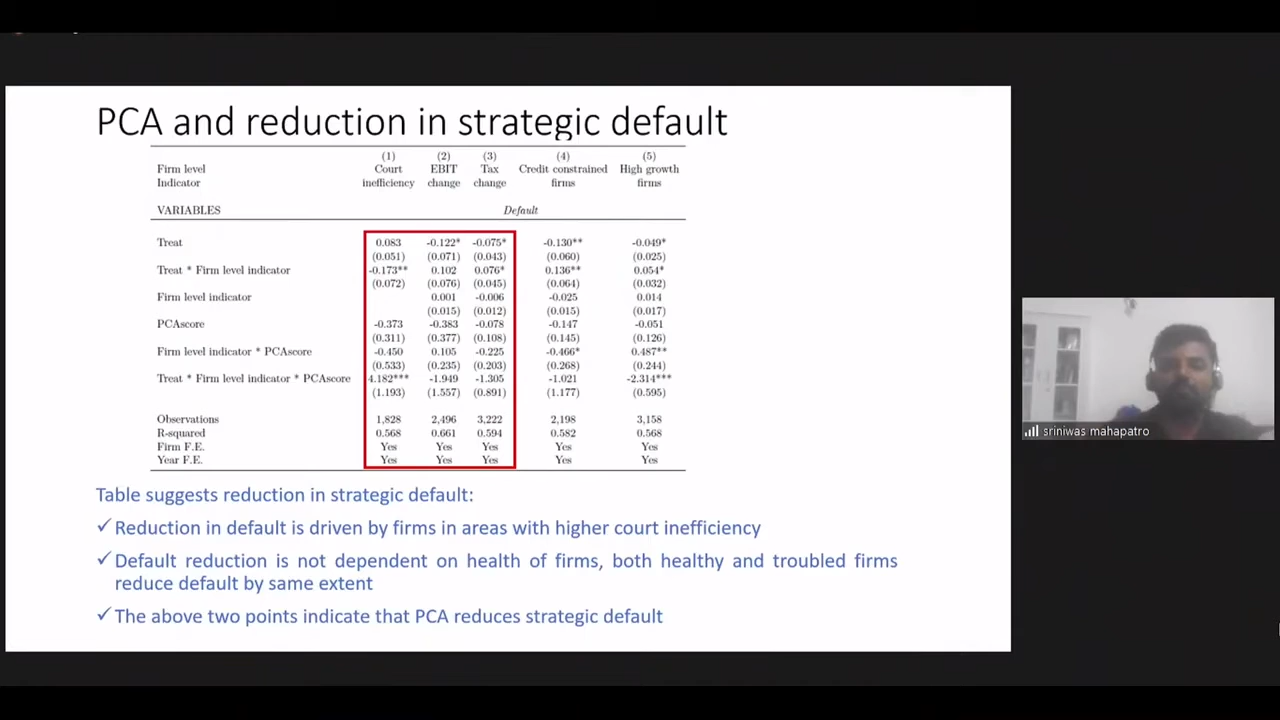 PCA and reduction in strategic default
(1) (2) (3) (4) (5)
Firm level Court EBIT Tax Credit constrained High growth
Indicator inefficiency change change firms firms
VARIABLES Default
Treat 0.083 -0.122* -0.075* -0.130** -0.049*
(0.051) (0.071) (0.043) (0.060) (0.025)
Treat * Firm level indicator -0.173** 0.102 0.076* 0.136** 0.054*
(0.072) (0.076) (0.045) (0.064) (0.032)
Firm level indicator 0.001 -0.006 -0.025 0.014
(0.015) (0.012) (0.015) (0.017)
PCAscore -0.373 -0.383 -0.078 -0.147 -0.051
(0.311) (0.377) (0.108) (0.145) (0.126)
Firm level indicator * PCAscore -0.450 0.105 -0.225 -0.466* 0.487**
(0.533) (0.235) (0.203) (0.268) (0.244)
Treat * Firm level indicator * PCAscore 4.182*** -1.949 -1.305 -1.021 -2.314***
(1.193) (1.557) (0.891) (1.177) (0.595)
Observations 1,828 2,496 3,222 2,198 3,158
R-squared 0.568 0.661 0.594 0.582 0.568
Firm F.E. Yes Yes Yes Yes Yes
Year F.E. Yes Yes Yes Yes Yes
Table suggests reduction in strategic default:
✓ Reduction in default is driven by firms in areas with higher court inefficiency
✓ Default reduction is not dependent on health of firms, both healthy and troubled firms
reduce default by same extent
✓ The above two points indicate that PCA reduces strategic default
sriniwas mahapatro